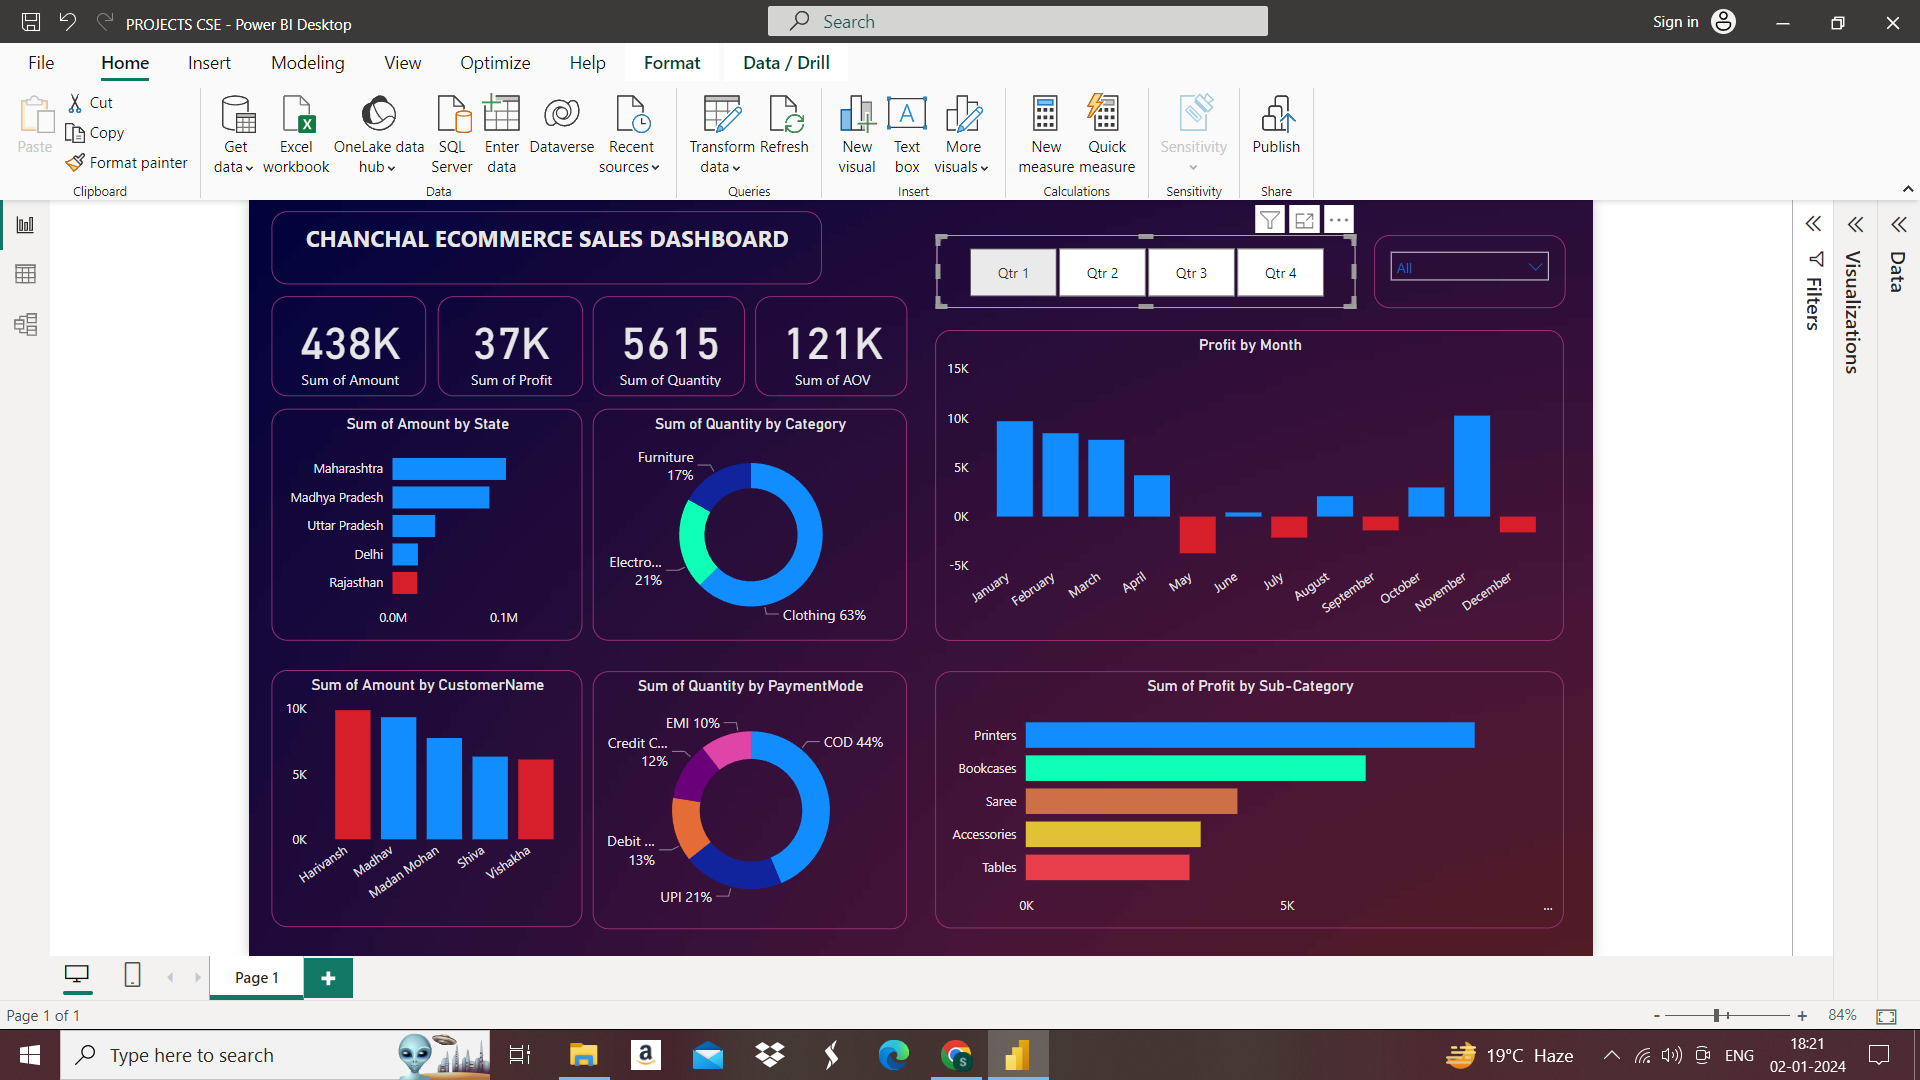 PROJECTS CSE - Power BI Desktop
Search
Sign in
File
Home
Insert
Modeling
View
Optimize
Help
Format
Data / Drill
Paste
Cut
Copy
Format painter
Clipboard
Get
data
Excel
workbook
OneLake data
hub
SQL
Server
Enter
data
Dataverse
Recent
sources
Data
Transform
data
Refresh
Queries
New
visual
Text
box
More
visuals
Insert
New
measure
Quick
measure
Calculations
Sensitivity
Sensitivity
Publish
Share
CHANCHAL ECOMMERCE SALES DASHBOARD
Qtr 1
Qtr 2
Qtr 3
Qtr 4
All
438K
Sum of Amount
37K
Sum of Profit
5615
Sum of Quantity
121K
Sum of AOV
Sum of Amount by State
Maharashtra
Madhya Pradesh
Uttar Pradesh
Delhi
Rajasthan
0.0M
0.1M
Sum of Quantity by Category
Furniture
17%
Electro...
21%
Clothing 63%
Profit by Month
15K
10K
5K
0K
-5K
January
February
March
April
May
June
July
August
September
October
November
December
Sum of Amount by CustomerName
10K
5K
0K
Harivansh
Madhav
Madan Mohan
Shiva
Vishakha
Sum of Quantity by PaymentMode
EMI 10%
Credit C...
12%
COD 44%
Debit ...
13%
UPI 21%
Sum of Profit by Sub-Category
Printers
Bookcases
Saree
Accessories
Tables
0K
5K
...
Filters
Visualizations
Data
Page 1
Page 1 of 1
84%
Type here to search
19°C Haze
ENG
18:21
02-01-2024